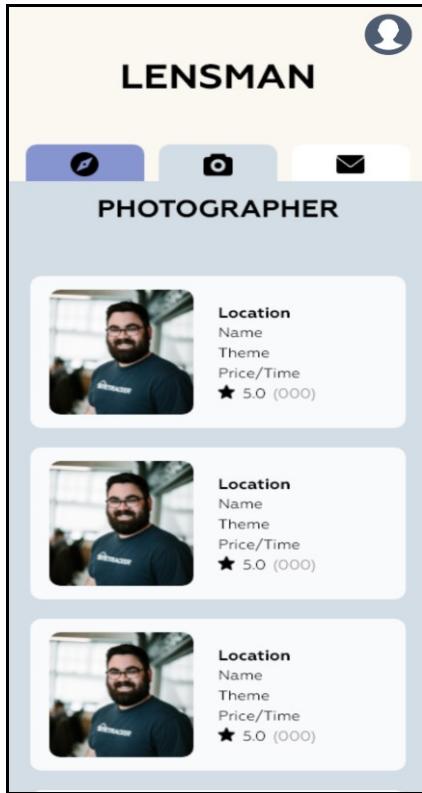 LENSMAN
PHOTOGRAPHER
Location
Name
Theme
Price/Time
★ 5.0 (000)
Location
Name
Theme
Price/Time
★ 5.0 (000)
Location
Name
Theme
Price/Time
★ 5.0 (000)